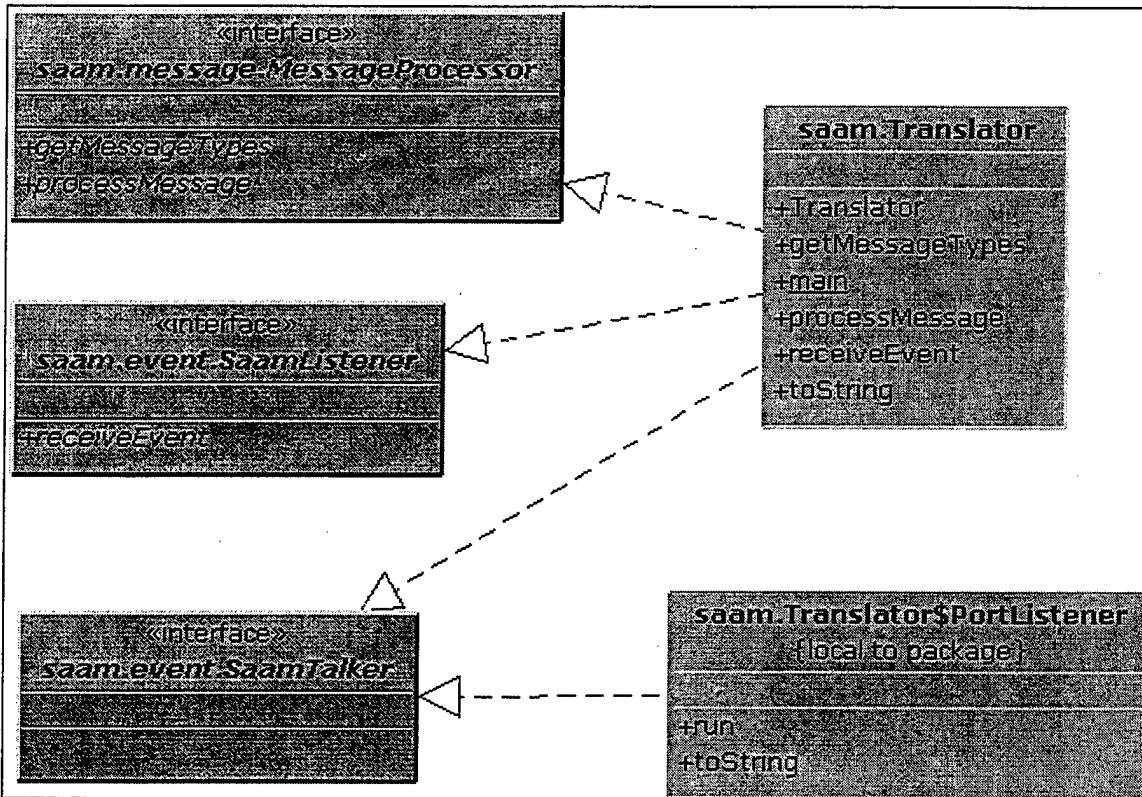 «interface»
saam.message.MessageProcessor
+getMessageTypes
+processMessage
«interface»
saam.event.SaamListener
+receiveEvent
«interface»
saam.event.SaamTalker
saam.Translator
+Translator
+getMessageTypes
+main
+processMessage
+receiveEvent
+toString
saam.Translator$PortListener
{local to package}
+run
+toString